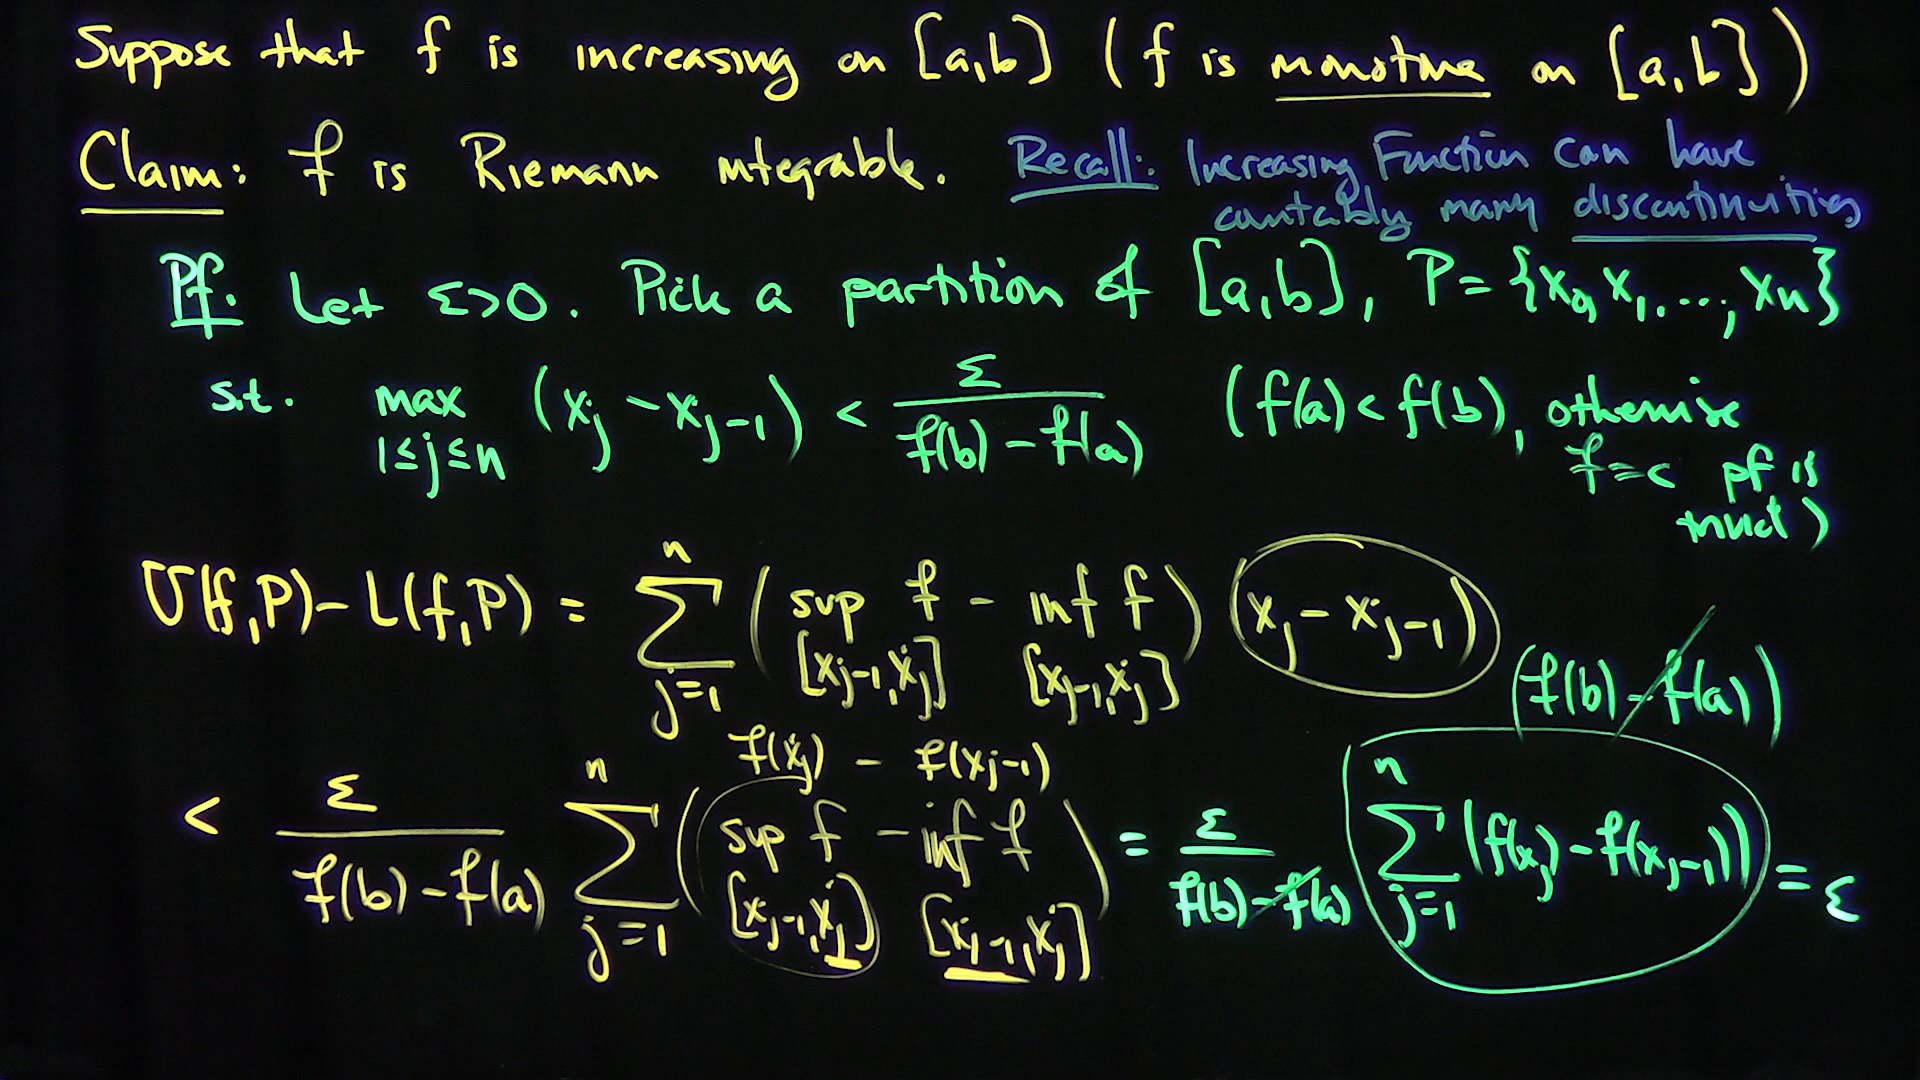 Suppose that f is increasing on [a,b] (f is monotone on [a,b])
Claim: f is Riemann integrable. Recall: Increasing Function can have
countably many discontinuities
Pf. Let ε>0. Pick a partition of [a,b], P={x₀,x₁,...,xₙ}
s.t. max (xⱼ - xⱼ₋₁) < ε / (f(b) - f(a)) (f(a)<f(b), otherwise
1≤j≤n f=c pf is
trivial)
U(f,P) - L(f,P) = ∑ⱼ₌₁ⁿ (sup f - inf f) (xⱼ - xⱼ₋₁)
[xⱼ₋₁,xⱼ] [xⱼ₋₁,xⱼ]
(f(b) - f(a))
f(xⱼ) - f(xⱼ₋₁)
< ε / (f(b) - f(a)) ∑ⱼ₌₁ⁿ (sup f - inf f) = ε / (f(b) - f(a)) ∑ⱼ₌₁ⁿ (f(xⱼ) - f(xⱼ₋₁)) = ε
[xⱼ₋₁,xⱼ] [xⱼ₋₁,xⱼ]